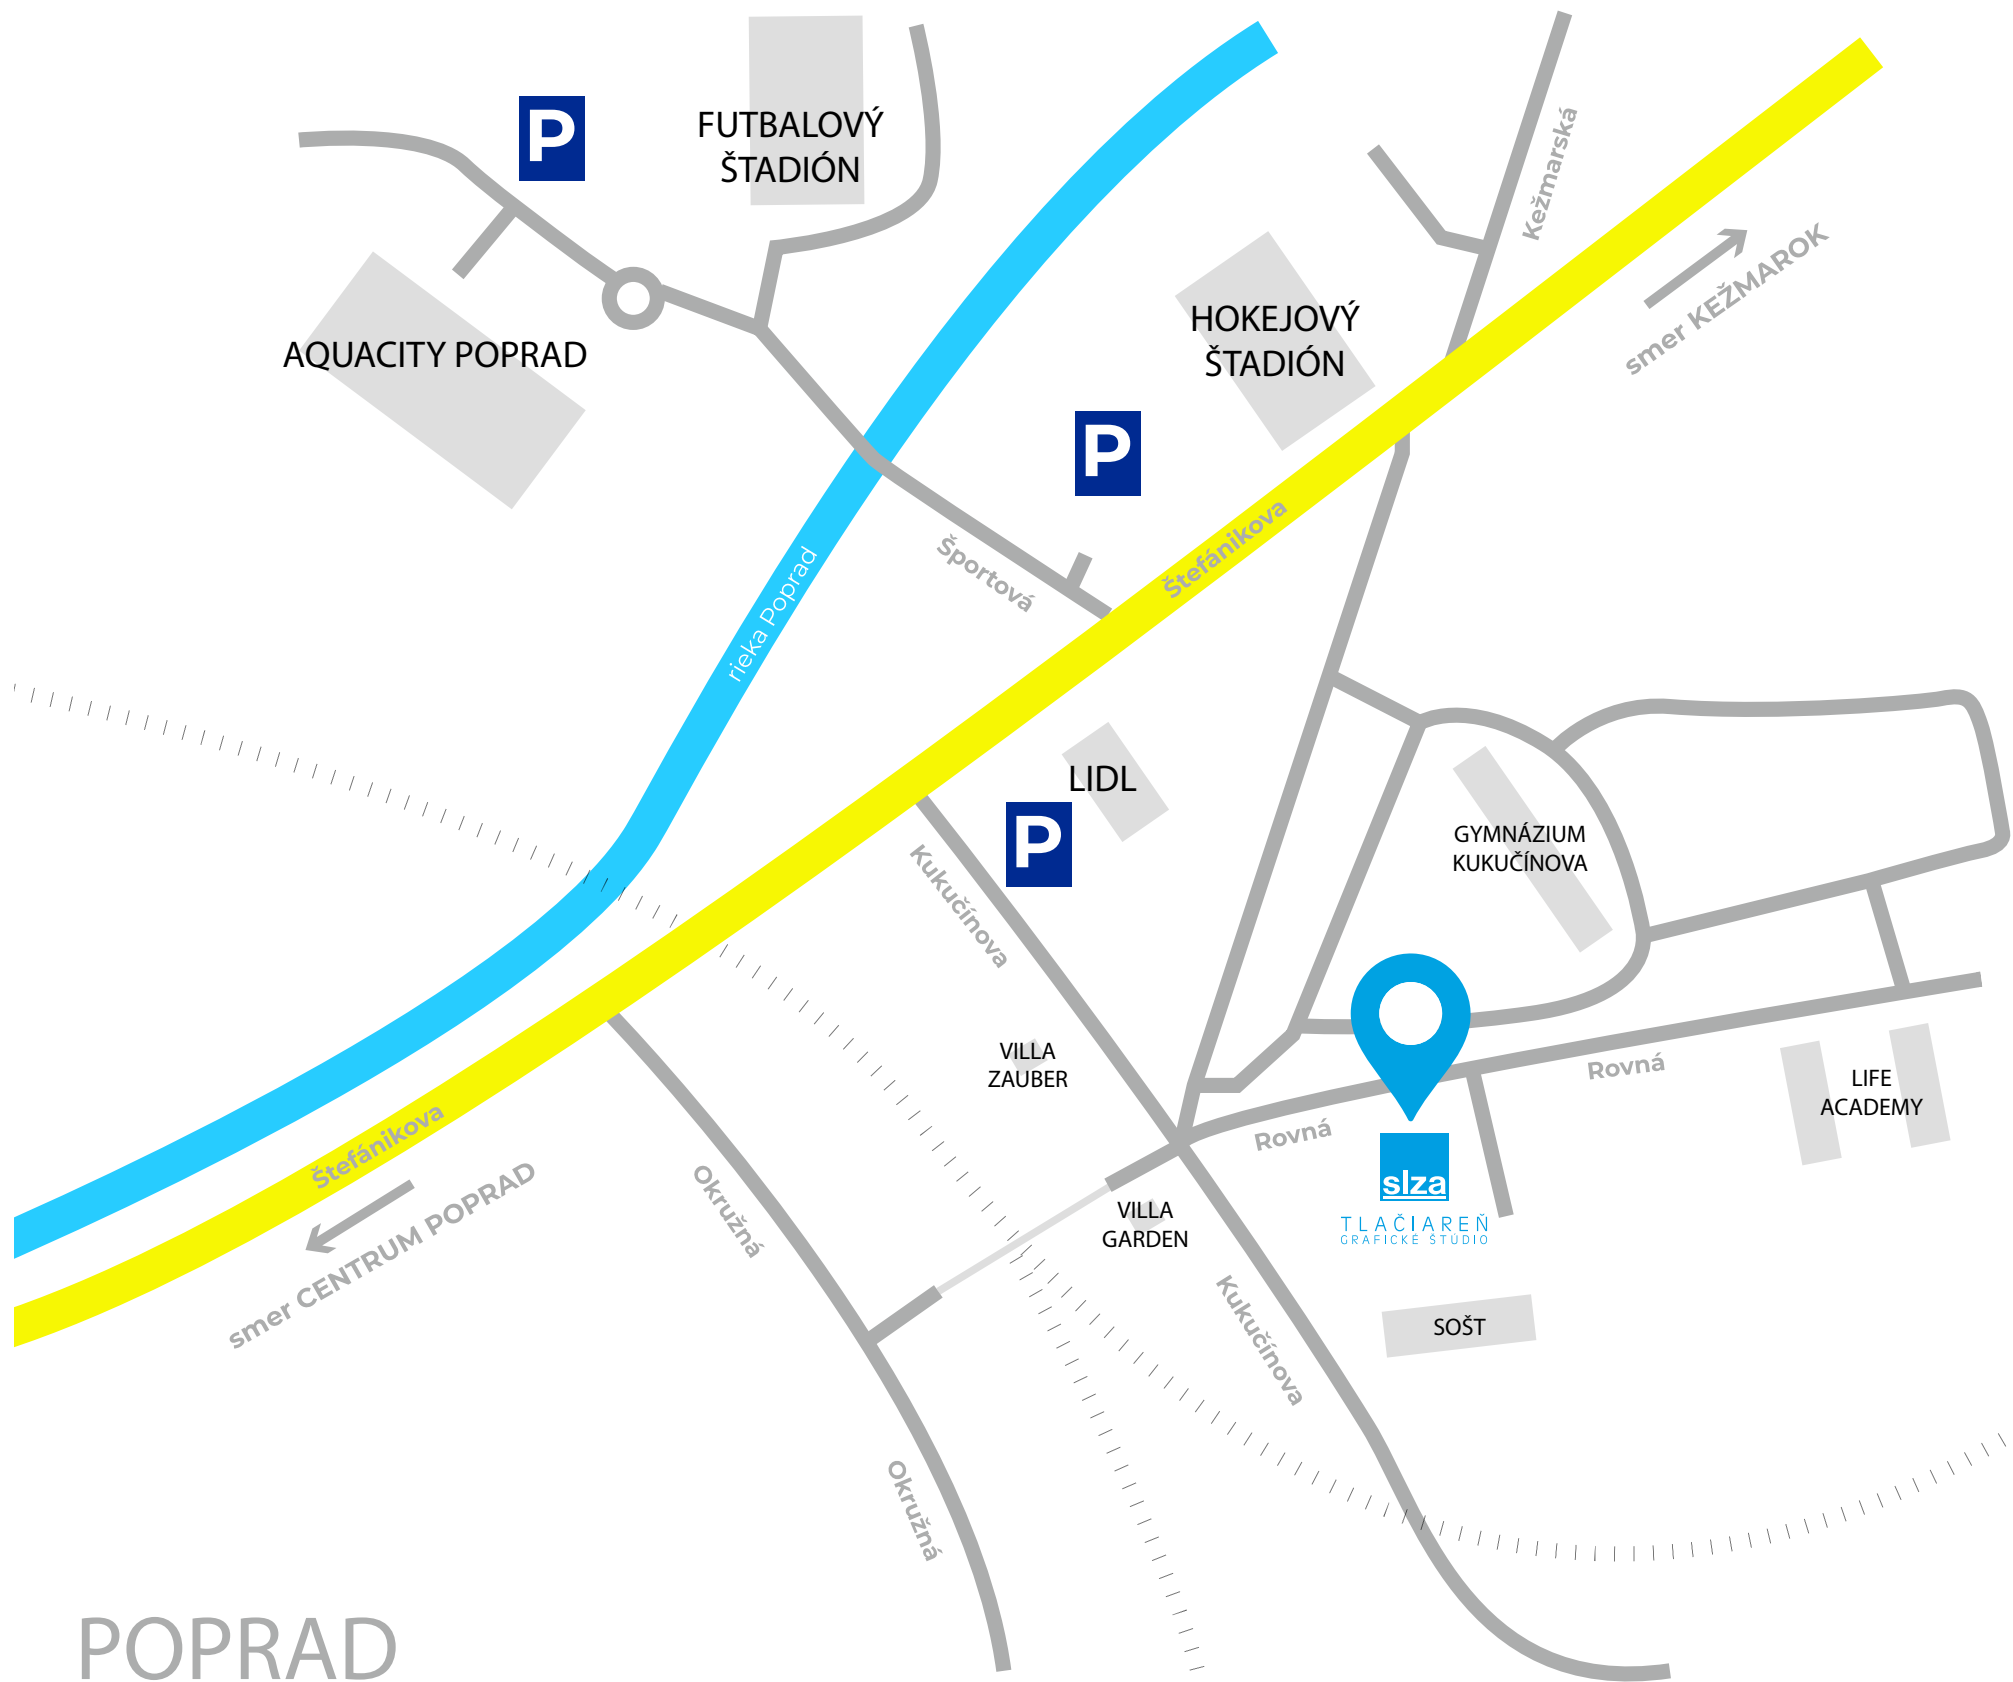 P
FUTBALOVÝ
ŠTADIÓN
Kežmarská
smer KEŽMAROK
HOKEJOVÝ
ŠTADIÓN
AQUACITY POPRAD
P
Štefánikova
Športová
rieka Poprad
LIDL
P
GYMNÁZIUM
KUKUČÍNOVA
Kukučínova
VILLA
ZAUBER
Rovná
LIFE
ACADEMY
Rovná
Štefánikova
smer CENTRUM POPRAD
Okružná
slza
TLAČIAREŇ
GRAFICKÉ ŠTÚDIO
VILLA
GARDEN
Kukučínova
SOŠT
Okružná
POPRAD